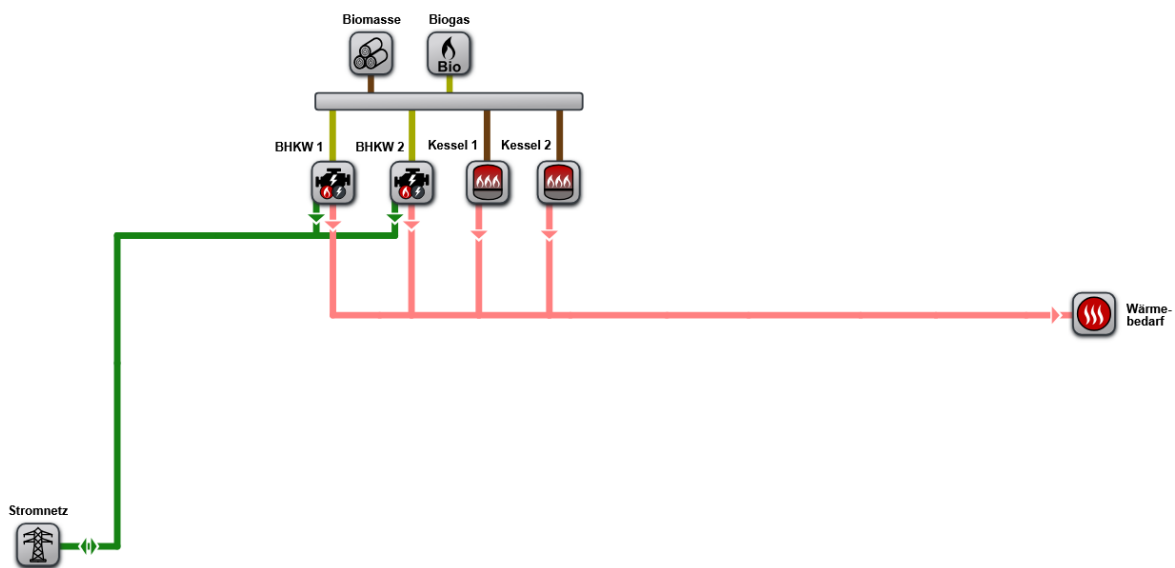 Biomasse
Biogas
Bio
BHKW 1
BHKW 2
Kessel 1
Kessel 2
Wärme-
bedarf
Stromnetz